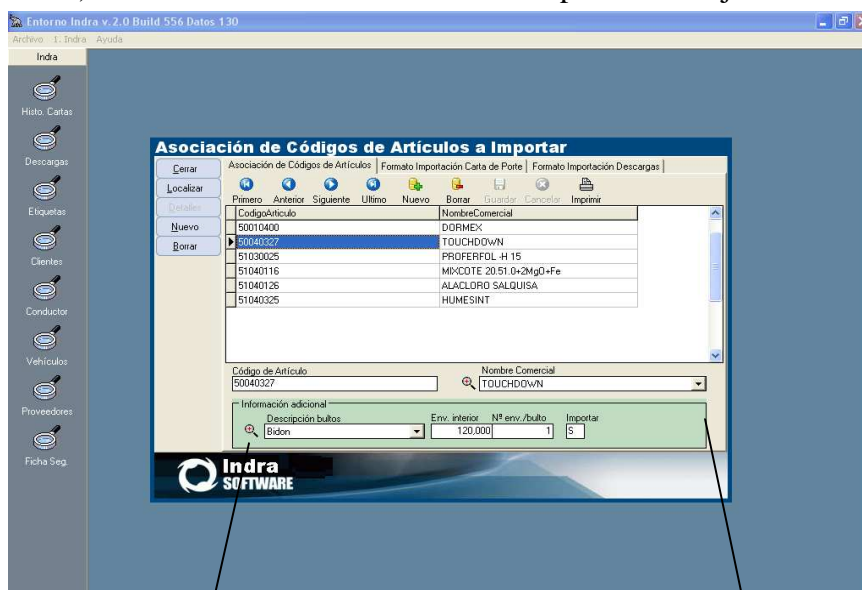 Entorno Indra v. 2.0 Build 556 Datos 130
Archivo 1. Indra Ayuda
Indra
Histo. Cartas
Descargas
Etiquetas
Clientes
Conductor
Vehículos
Proveedores
Ficha Seg.
Asociación de Códigos de Artículos a Importar
Cerrar
Localizar
Detalles
Nuevo
Borrar
Asociación de Códigos de Artículos Formato Importación Carta de Porte Formato Importación Descargas
Primero Anterior Siguiente Ultimo Nuevo Borrar Guardar Cancelar Imprimir
CodigoArticulo NombreComercial
50010400 DORMEX
50040327 TOUCHDOWN
51030025 PROFERFOL -H 15
51040116 MIXCOTE 20.51.0+2MgO+Fe
51040126 ALACLORO SALQUISA
51040325 HUMESINT
Código de Artículo Nombre Comercial
50040327 TOUCHDOWN
Información adicional
Descripción bultos Env. interior Nº env./bulto Importar
Bidon 120,000 1 S
Indra
SOFTWARE